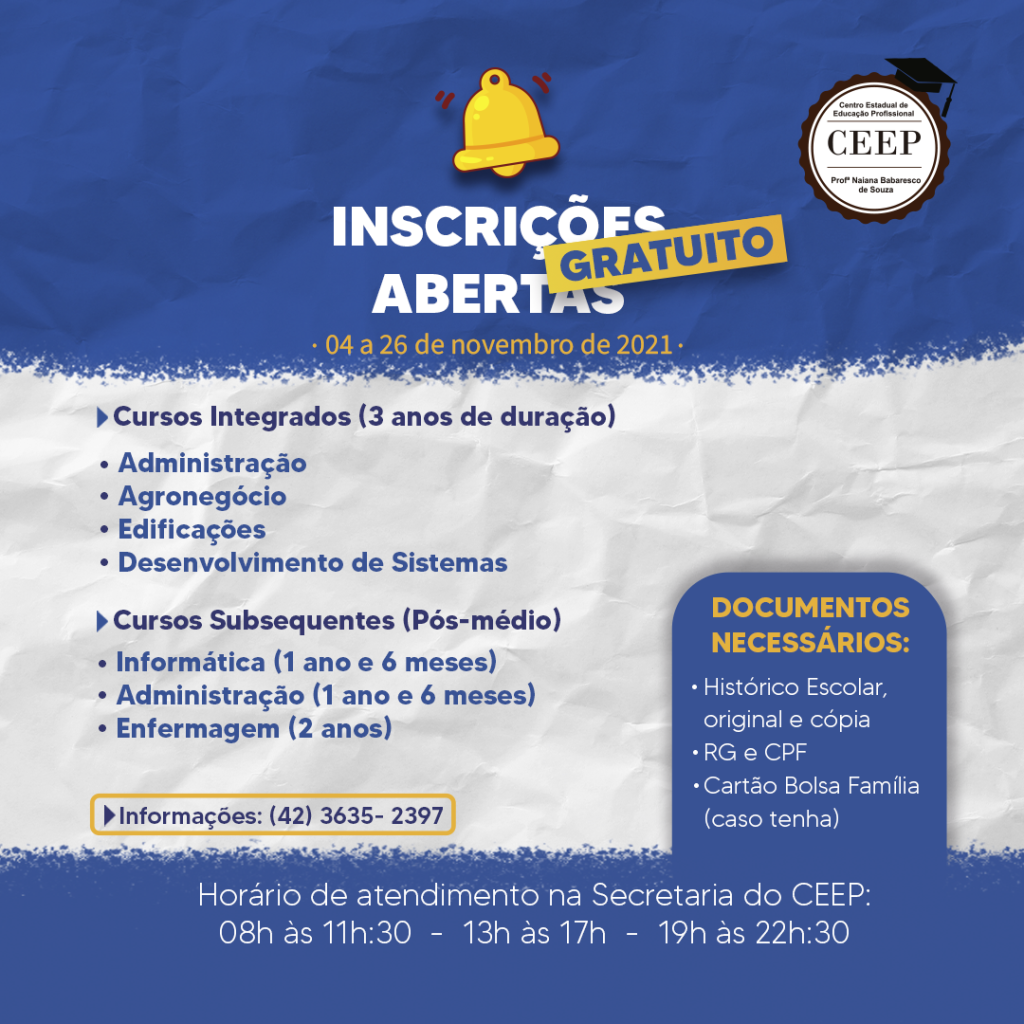 Centro Estadual de
Educação Profissional
CEEP
Profª Naiana Babaresco
de Souza
INSCRIÇÕES
GRATUITO
ABERTAS
· 04 a 26 de novembro de 2021 ·
Cursos Integrados (3 anos de duração)
• Administração
• Agronegócio
• Edificações
• Desenvolvimento de Sistemas
Cursos Subsequentes (Pós-médio)
• Informática (1 ano e 6 meses)
• Administração (1 ano e 6 meses)
• Enfermagem (2 anos)
Informações: (42) 3635- 2397
DOCUMENTOS
NECESSÁRIOS:
• Histórico Escolar,
original e cópia
• RG e CPF
• Cartão Bolsa Família
(caso tenha)
Horário de atendimento na Secretaria do CEEP:
08h às 11h:30 - 13h às 17h - 19h às 22h:30